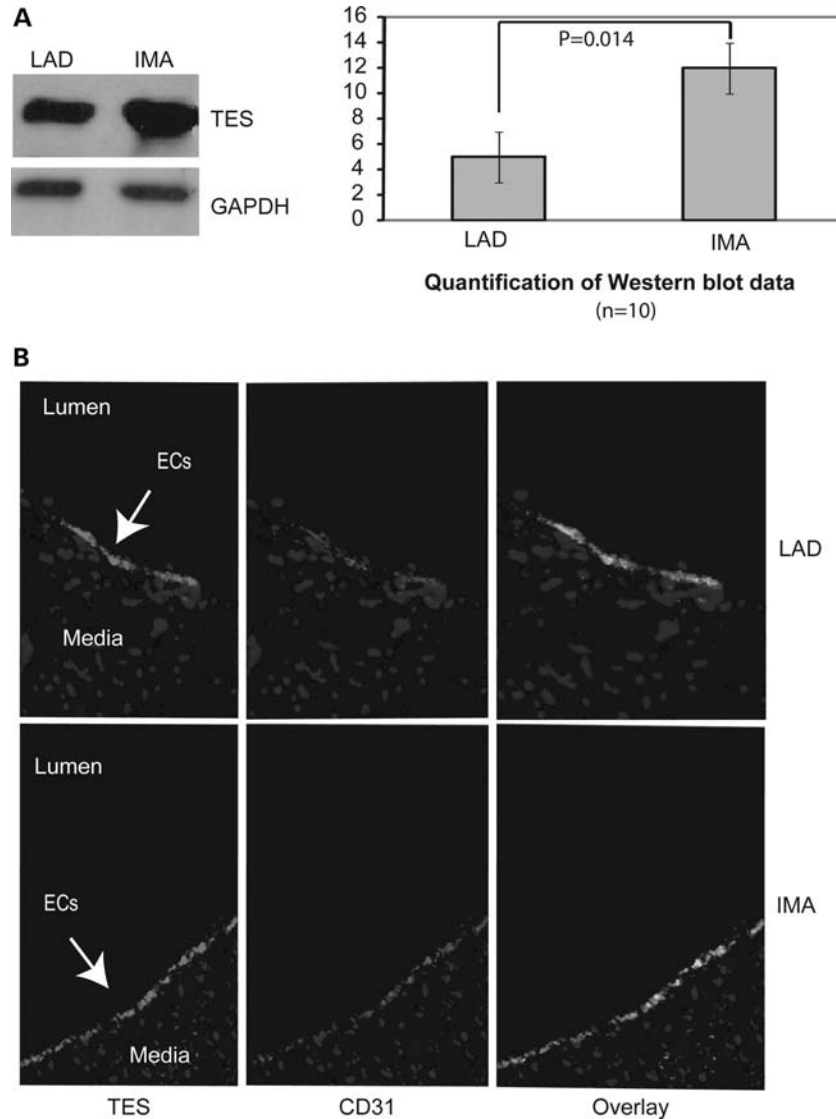 A
LAD IMA
TES
GAPDH
16
14
12
10
8
6
4
2
0
P=0.014
LAD IMA
Quantification of Western blot data
(n=10)
B
Lumen
ECs
Media
LAD
Lumen
ECs
Media
IMA
TES CD31 Overlay